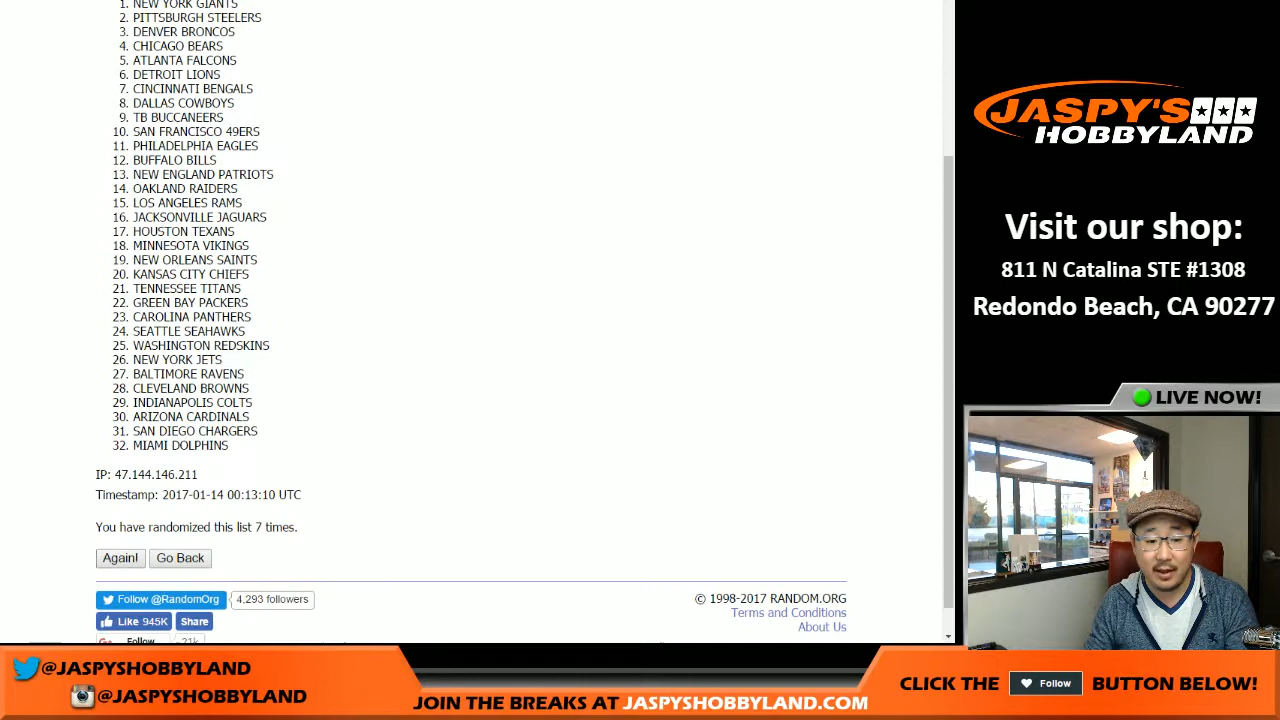 1. NEW YORK GIANTS
2. PITTSBURGH STEELERS
3. DENVER BRONCOS
4. CHICAGO BEARS
5. ATLANTA FALCONS
6. DETROIT LIONS
7. CINCINNATI BENGALS
8. DALLAS COWBOYS
9. TB BUCCANEERS
10. SAN FRANCISCO 49ERS
11. PHILADELPHIA EAGLES
12. BUFFALO BILLS
13. NEW ENGLAND PATRIOTS
14. OAKLAND RAIDERS
15. LOS ANGELES RAMS
16. JACKSONVILLE JAGUARS
17. HOUSTON TEXANS
18. MINNESOTA VIKINGS
19. NEW ORLEANS SAINTS
20. KANSAS CITY CHIEFS
21. TENNESSEE TITANS
22. GREEN BAY PACKERS
23. CAROLINA PANTHERS
24. SEATTLE SEAHAWKS
25. WASHINGTON REDSKINS
26. NEW YORK JETS
27. BALTIMORE RAVENS
28. CLEVELAND BROWNS
29. INDIANAPOLIS COLTS
30. ARIZONA CARDINALS
31. SAN DIEGO CHARGERS
32. MIAMI DOLPHINS
IP: 47.144.146.211
Timestamp: 2017-01-14 00:13:10 UTC
You have randomized this list 7 times.
Again! Go Back
Follow @RandomOrg 4,293 followers
Like 945K Share
Follow 21k
© 1998-2017 RANDOM.ORG
Terms and Conditions
About Us
JASPY'S
HOBBYLAND
Visit our shop:
811 N Catalina STE #1308
Redondo Beach, CA 90277
LIVE NOW!
@JASPYSHOBBYLAND
@JASPYSHOBBYLAND
JOIN THE BREAKS AT JASPYSHOBBYLAND.COM
CLICK THE Follow BUTTON BELOW!